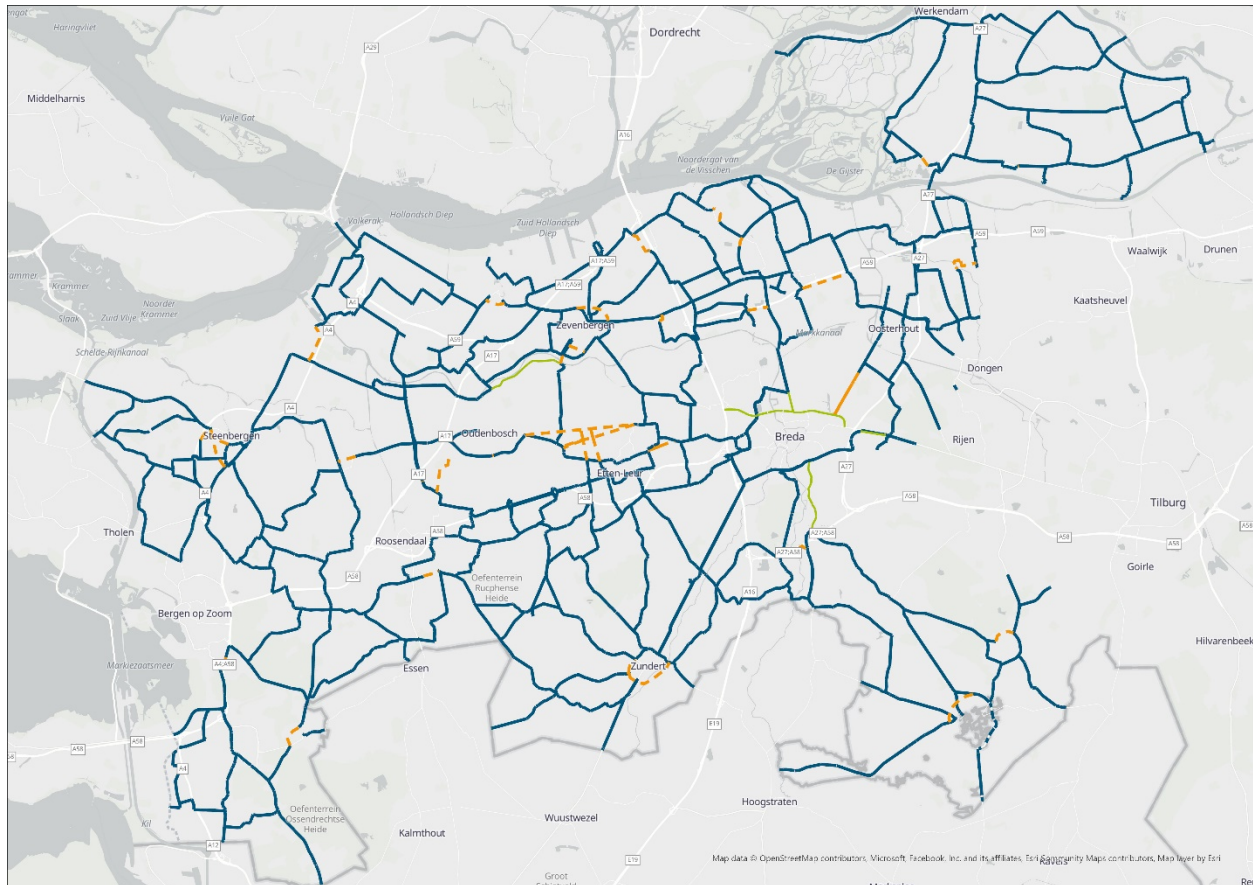 Werkendam
Haringvliet
A27
Dordrecht
A29
Middelharnis
Vuile Gat
A16
Noordergat van
de Visschen
De Gijster
A27
Hollandsch Diep
Volkerak
Zuid Hollandsch
Diep
A59
A59
Waalwijk
Drunen
A27
A59
A17;A59
Krammer
Krammer
Noorder
Krammer
A17;A59
Kaatsheuvel
Slaak
Zuid Vlije
A4
Zevenbergen
Oosterhout
Markkanaal
A4
A59
Schelde-Rijnkanaal
A17
Dongen
A4
Steenbergen
Oudenbosch
A17
Breda
Rijen
A17
Etten-Leur
A27
A4
A58
A58
Tilburg
A58
Tholen
A58
A27;A58
A58
Roosendaal
A27;A58
Goirle
A58
Oefenterrein
Rucphense
Heide
A16
Bergen op Zoom
Hilvarenbeek
Markiezaatsmeer
A4;A58
Essen
Zundert
E19
A58
A58
A4
Hoogstraten
Oefenterrein
Ossendrechtse
Heide
Wuustwezel
Kil
Kalmthout
A12
E19
Map data © OpenStreetMap contributors, Microsoft, Facebook, Inc. and its affiliates, Esri Community Maps contributors, Map layer by Esri
Ravels
Groot